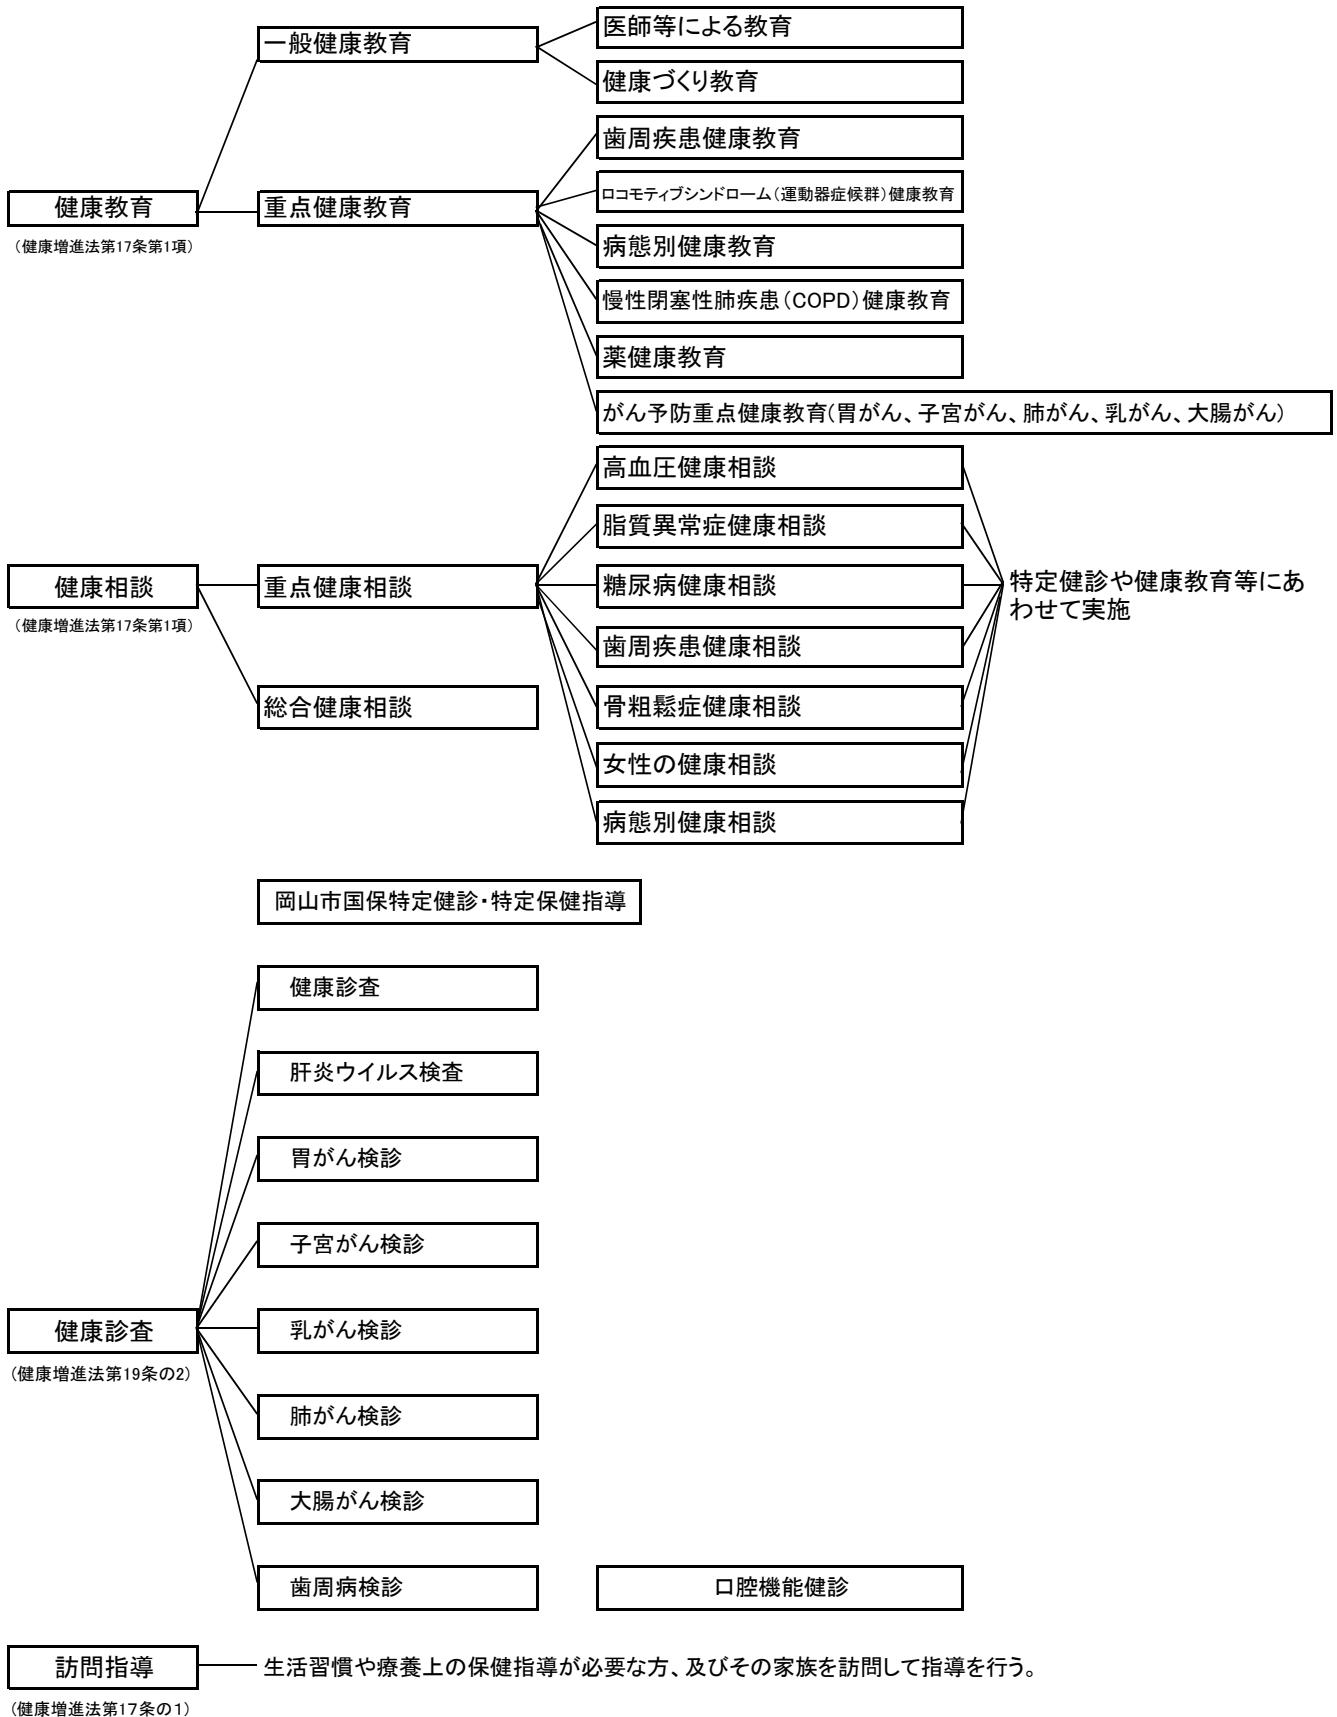 一般健康教育
医師等による教育
健康づくり教育
健康教育
(健康増進法第17条第1項)
重点健康教育
歯周疾患健康教育
ロコモティブシンドローム(運動器症候群)健康教育
病態別健康教育
慢性閉塞性肺疾患(COPD)健康教育
薬健康教育
がん予防重点健康教育(胃がん、子宮がん、肺がん、乳がん、大腸がん)
健康相談
(健康増進法第17条第1項)
重点健康相談
総合健康相談
高血圧健康相談
脂質異常症健康相談
糖尿病健康相談
歯周疾患健康相談
骨粗鬆症健康相談
女性の健康相談
病態別健康相談
特定健診や健康教育等にあ
わせて実施
岡山市国保特定健診・特定保健指導
健康診査
(健康増進法第19条の2)
健康診査
肝炎ウイルス検査
胃がん検診
子宮がん検診
乳がん検診
肺がん検診
大腸がん検診
歯周病検診
口腔機能健診
訪問指導
(健康増進法第17条の1)
生活習慣や療養上の保健指導が必要な方、及びその家族を訪問して指導を行う。